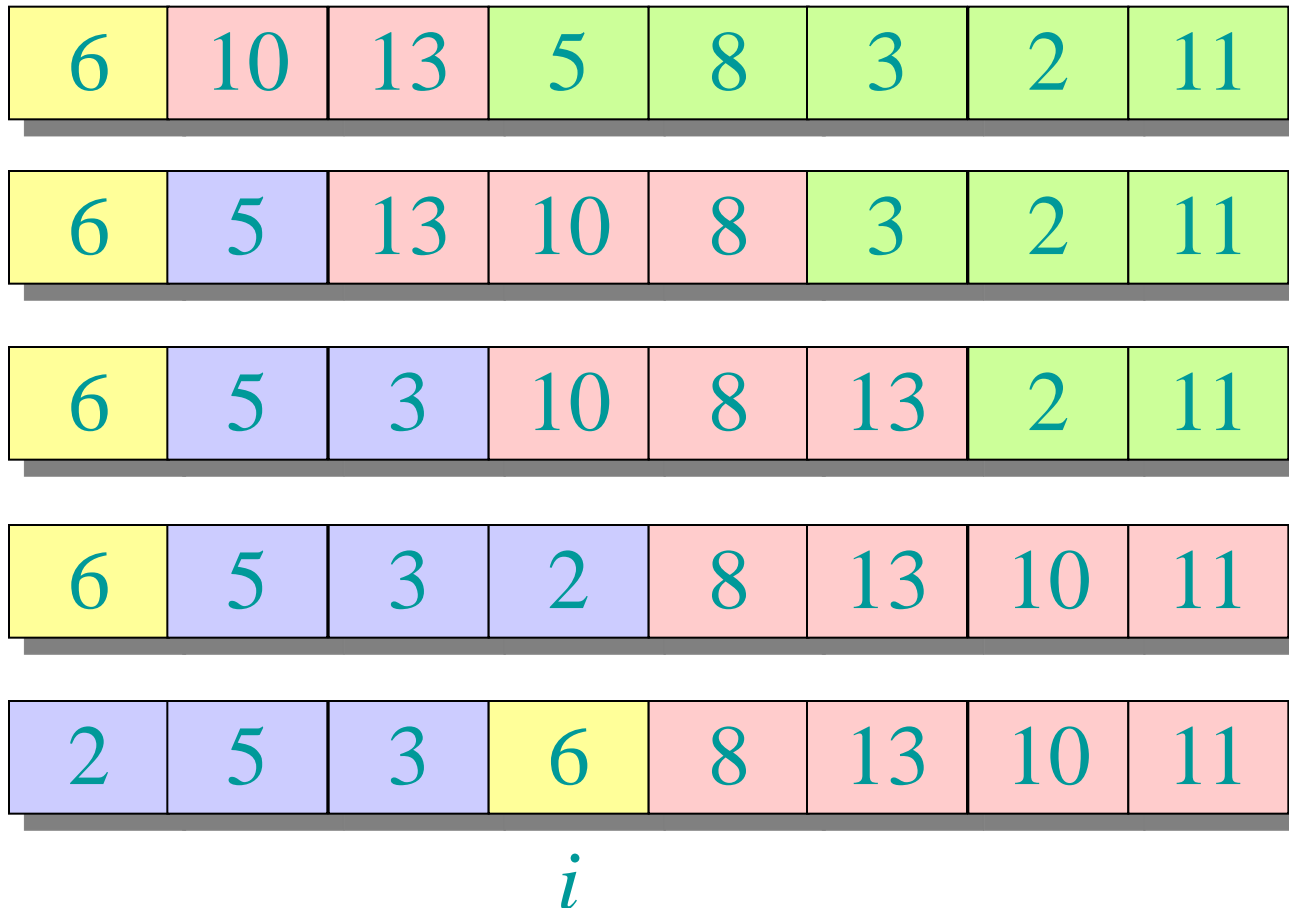 6 10 13 5 8 3 2 11
6 5 13 10 8 3 2 11
6 5 3 10 8 13 2 11
6 5 3 2 8 13 10 11
2 5 3 6 8 13 10 11
i